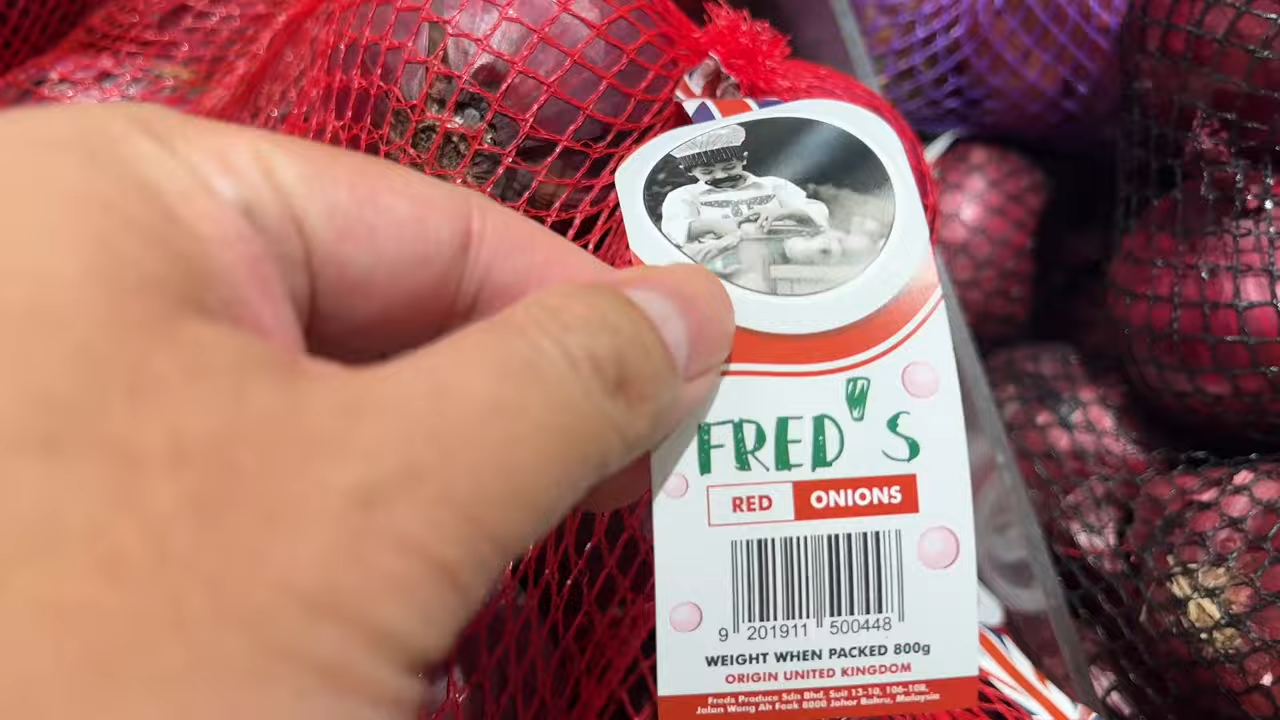 FRED'S
RED ONIONS
9 201911 500448
WEIGHT WHEN PACKED 800g
ORIGIN UNITED KINGDOM
Freds Produce Sdn Bhd, Suit 13-10, 106-108,
Jalan Wong Ah Fook 8000 Johor Bahru, Malaysia